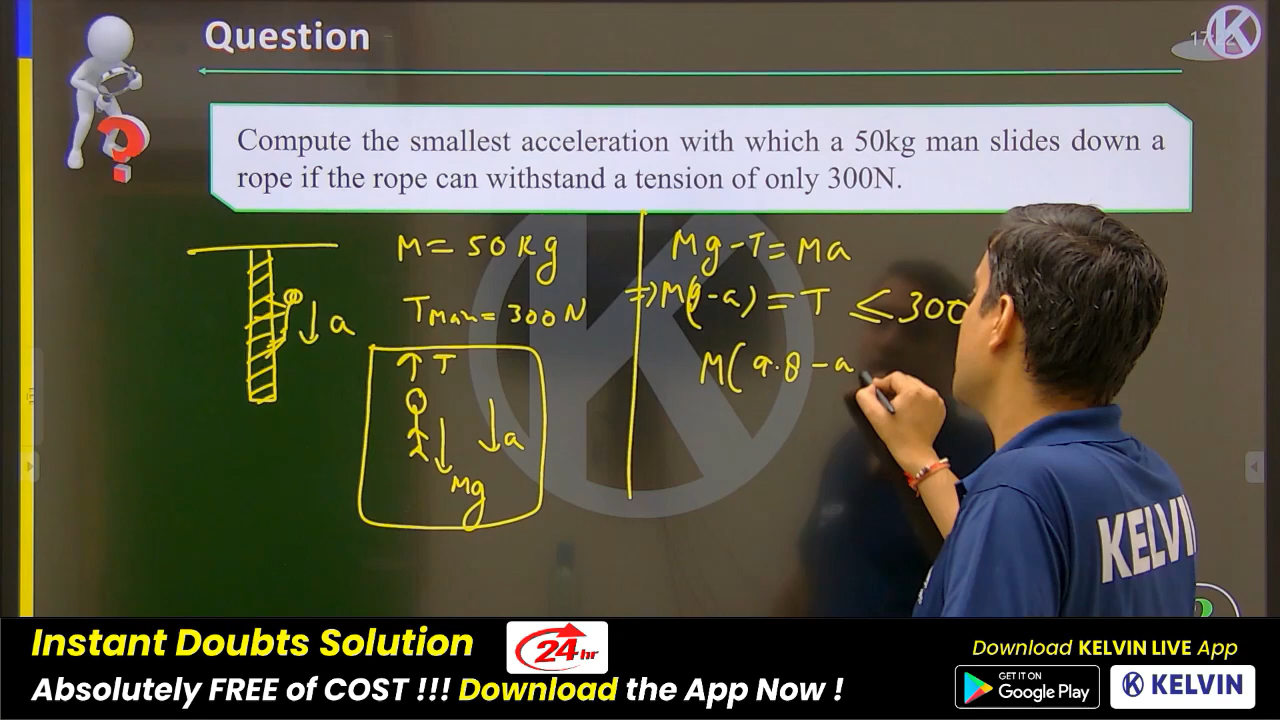 Question
Compute the smallest acceleration with which a 50kg man slides down a
rope if the rope can withstand a tension of only 300N.
M = 50 Kg
TMax = 300 N
a
↑ T
↓ a
Mg
Mg - T = Ma
⇒ M(g - a) = T ≤ 300
M(9.8 - a
KELVIN
Instant Doubts Solution
24hr
Absolutely FREE of COST !!! Download the App Now !
Download KELVIN LIVE App
GET IT ON
Google Play
K KELVIN